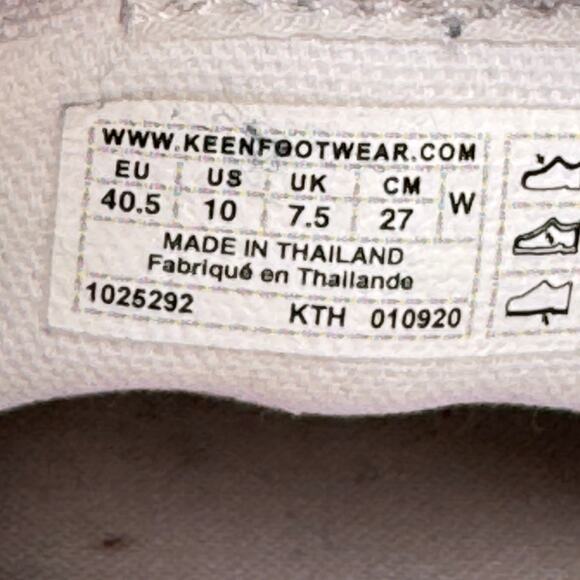 WWW.KEENFOOTWEAR.COM
EU US UK CM W
40.5 10 7.5 27
MADE IN THAILAND
Fabriqué en Thaïlande
1025292 KTH 010920